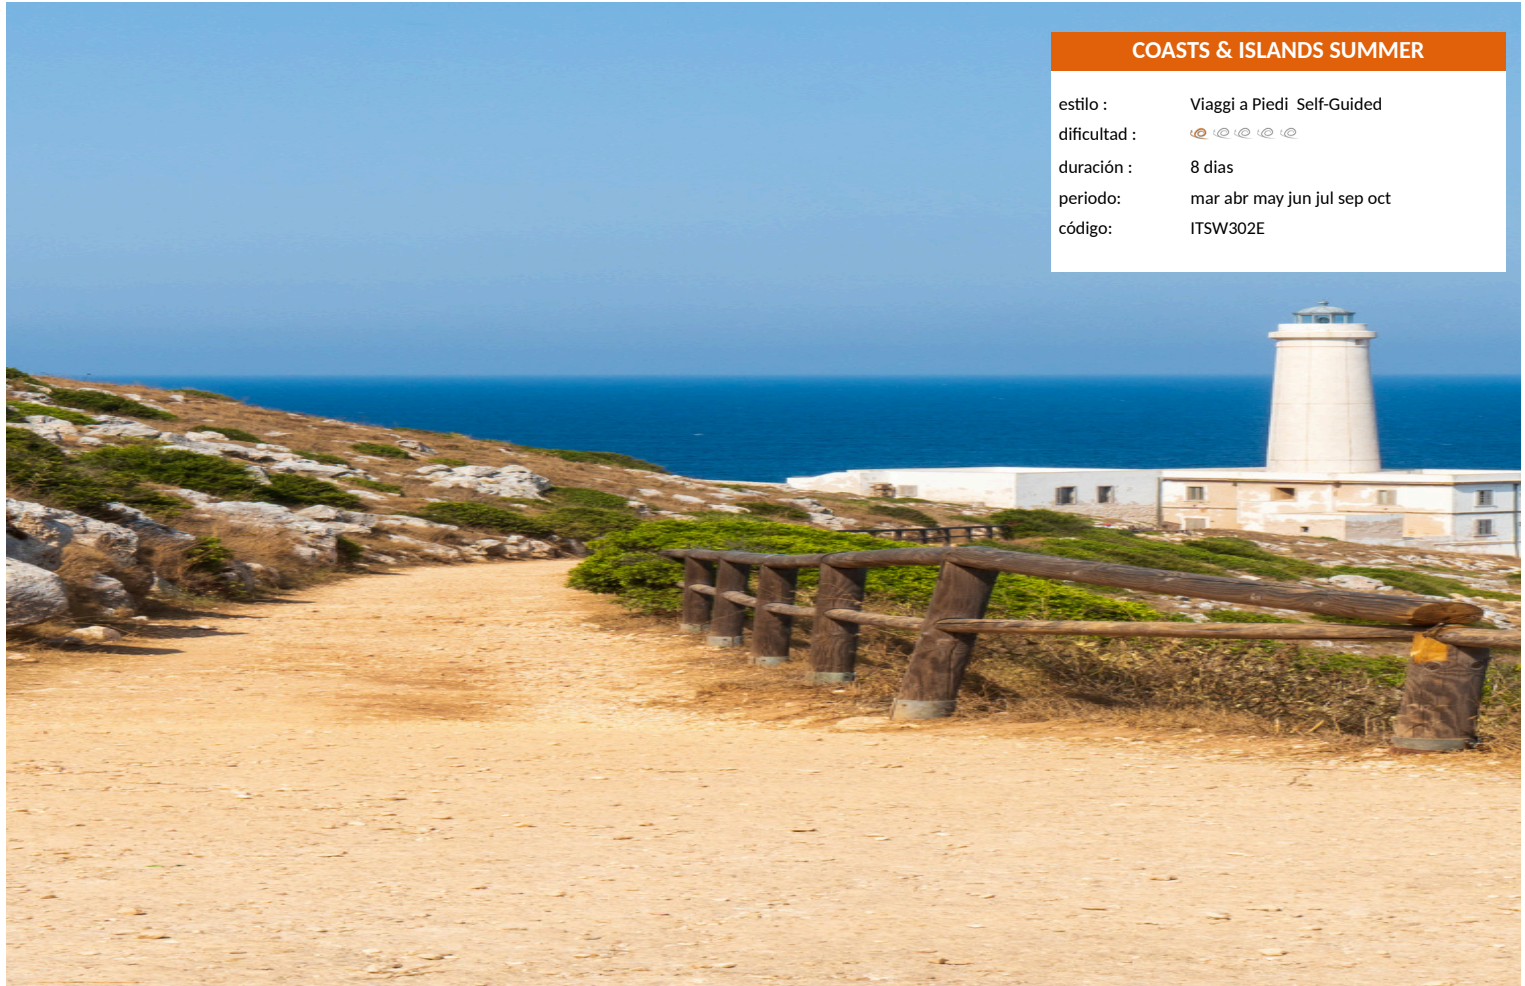 COASTS & ISLANDS SUMMER
estilo : Viaggi a Piedi Self-Guided
dificultad :
duración : 8 dias
periodo: mar abr may jun jul sep oct
código: ITSW302E